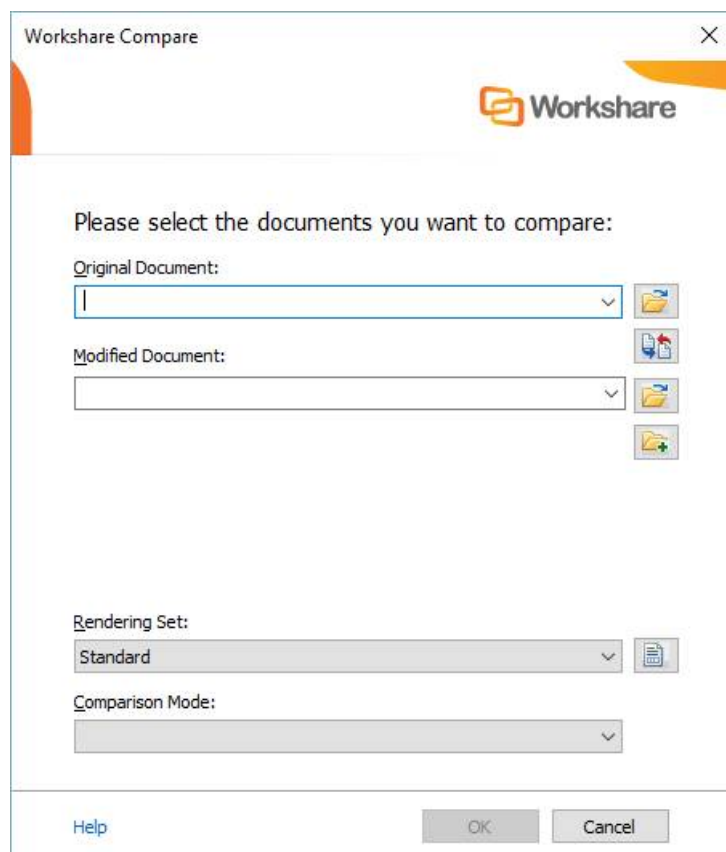 Workshare Compare
Workshare
Please select the documents you want to compare:
Original Document:
Modified Document:
Rendering Set:
Standard
Comparison Mode:
Help
OK
Cancel